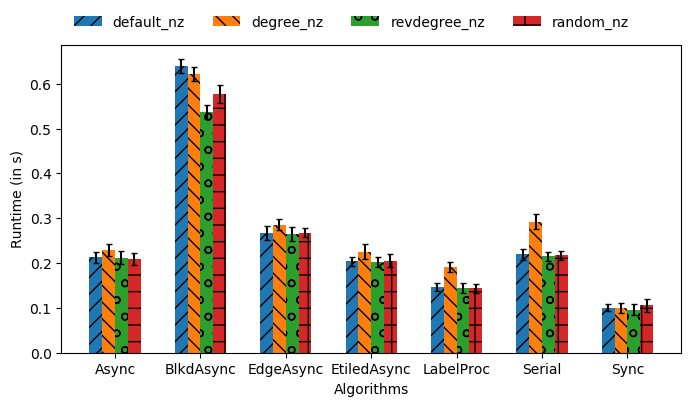 default_nz degree_nz revdegree_nz random_nz
Runtime (in s)
0.6
0.5
0.4
0.3
0.2
0.1
0.0
Async BlkdAsync EdgeAsync EtiledAsync LabelProc Serial Sync
Algorithms